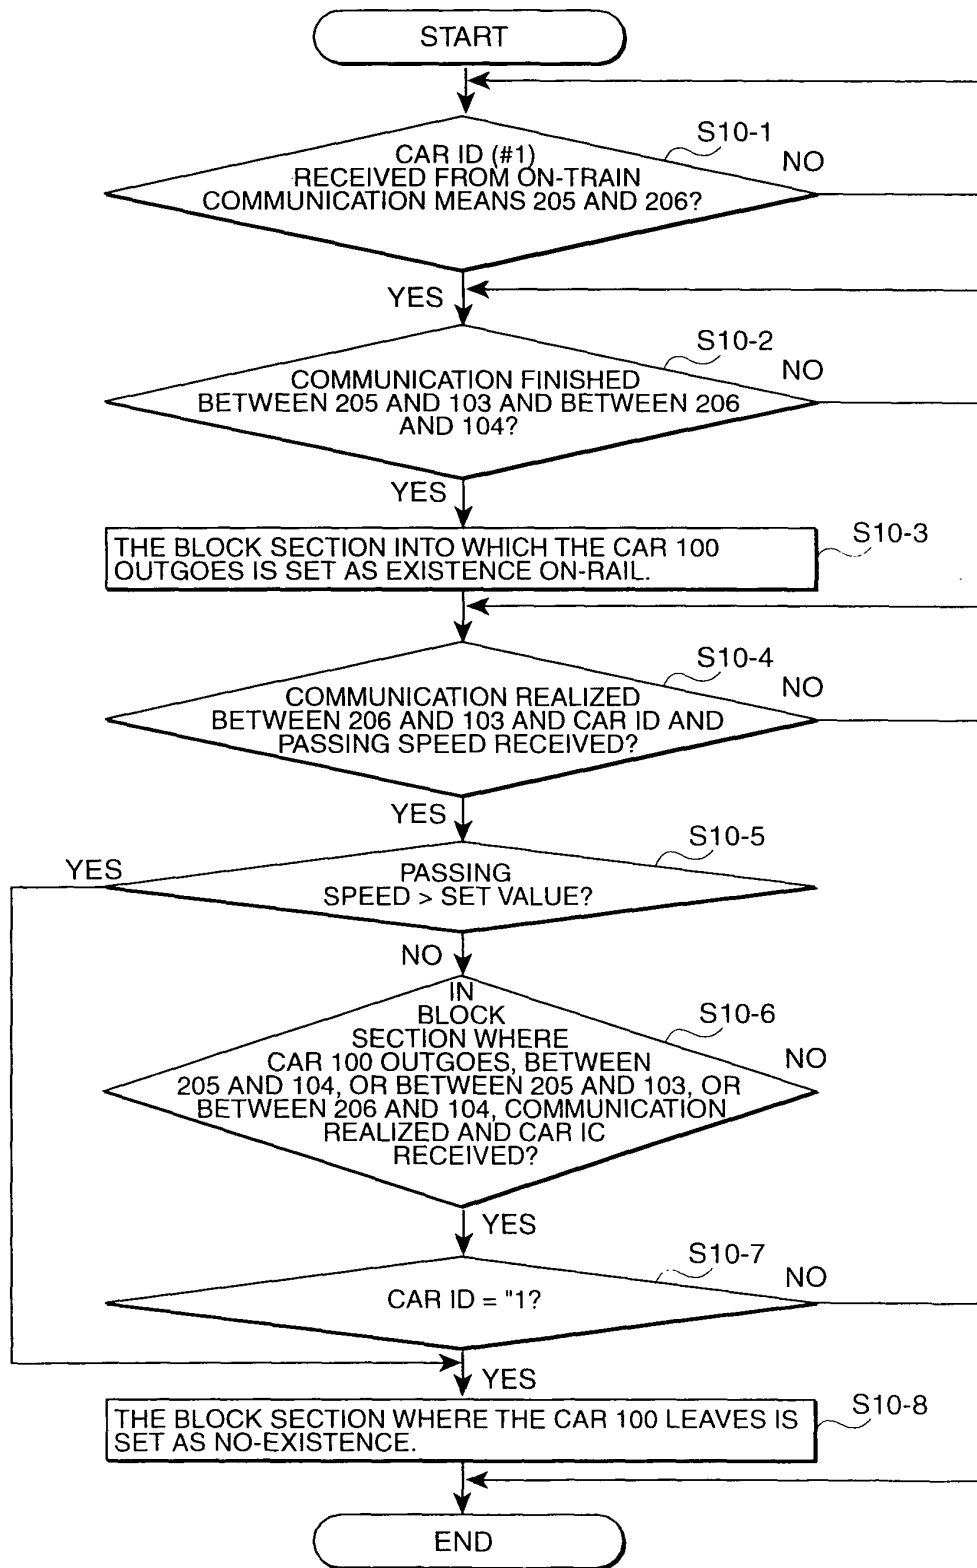 START
S10-1
CAR ID (#1)
RECEIVED FROM ON-TRAIN
COMMUNICATION MEANS 205 AND 206?
NO
YES
S10-2
COMMUNICATION FINISHED
BETWEEN 205 AND 103 AND BETWEEN 206
AND 104?
NO
YES
S10-3
THE BLOCK SECTION INTO WHICH THE CAR 100
OUTGOES IS SET AS EXISTENCE ON-RAIL.
S10-4
COMMUNICATION REALIZED
BETWEEN 206 AND 103 AND CAR ID AND
PASSING SPEED RECEIVED?
NO
YES
S10-5
YES
PASSING
SPEED > SET VALUE?
NO
S10-6
IN
BLOCK
SECTION WHERE
CAR 100 OUTGOES, BETWEEN
205 AND 104, OR BETWEEN 205 AND 103, OR
BETWEEN 206 AND 104, COMMUNICATION
REALIZED AND CAR IC
RECEIVED?
NO
YES
S10-7
CAR ID = "1?
NO
YES
S10-8
THE BLOCK SECTION WHERE THE CAR 100 LEAVES IS
SET AS NO-EXISTENCE.
END